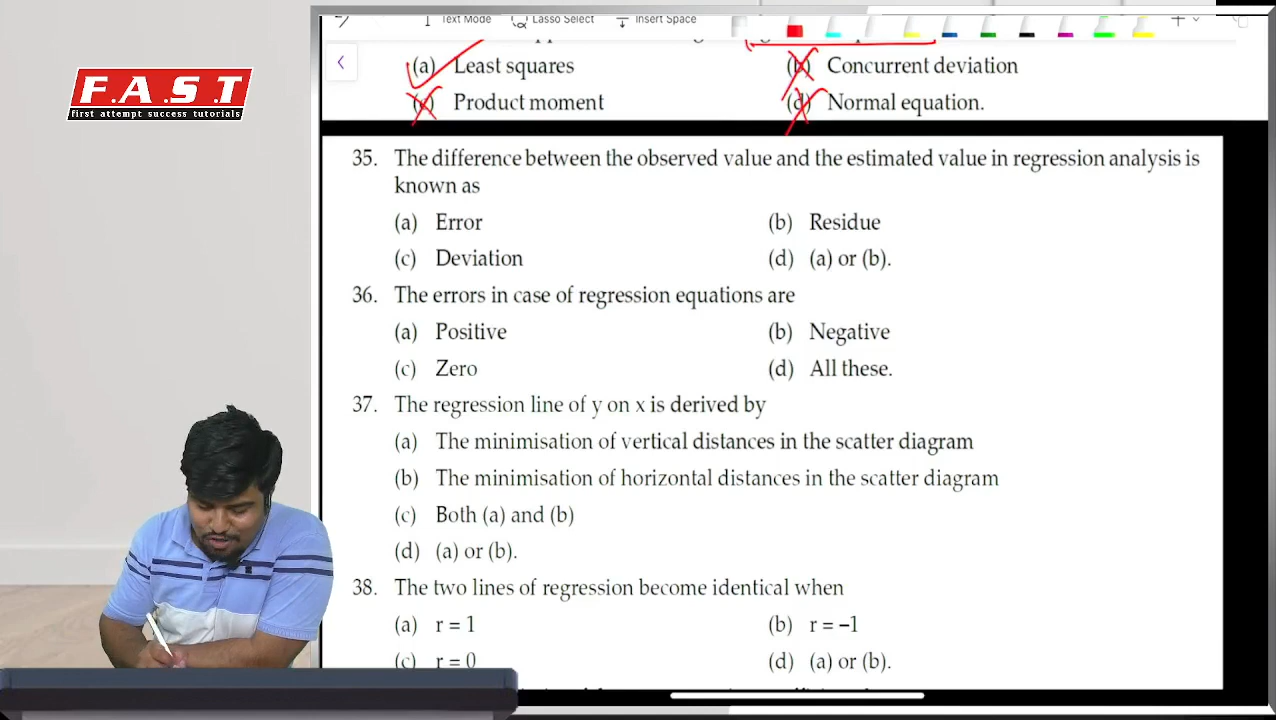 Text Mode
Lasso Select
Insert Space
F.A.S.T
first attempt success tutorials
(a) Least squares
(b) Concurrent deviation
(c) Product moment
(d) Normal equation.
35. The difference between the observed value and the estimated value in regression analysis is
known as
(a) Error
(b) Residue
(c) Deviation
(d) (a) or (b).
36. The errors in case of regression equations are
(a) Positive
(b) Negative
(c) Zero
(d) All these.
37. The regression line of y on x is derived by
(a) The minimisation of vertical distances in the scatter diagram
(b) The minimisation of horizontal distances in the scatter diagram
(c) Both (a) and (b)
(d) (a) or (b).
38. The two lines of regression become identical when
(a) r = 1
(b) r = –1
(c) r = 0
(d) (a) or (b).